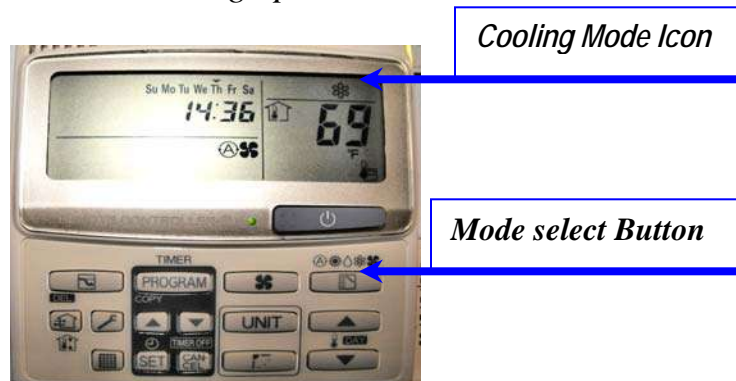 Cooling Mode Icon
Su Mo Tu We Th Fr Sa
14:36
69
°F
A
Mode select Button
TIMER
PROGRAM
DEL
COPY
UNIT
TIMER OFF
DAY
SET
CAN
CEL